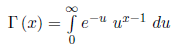 Γ (x) = ∫₀^∞ e^{-u} u^{x-1} du